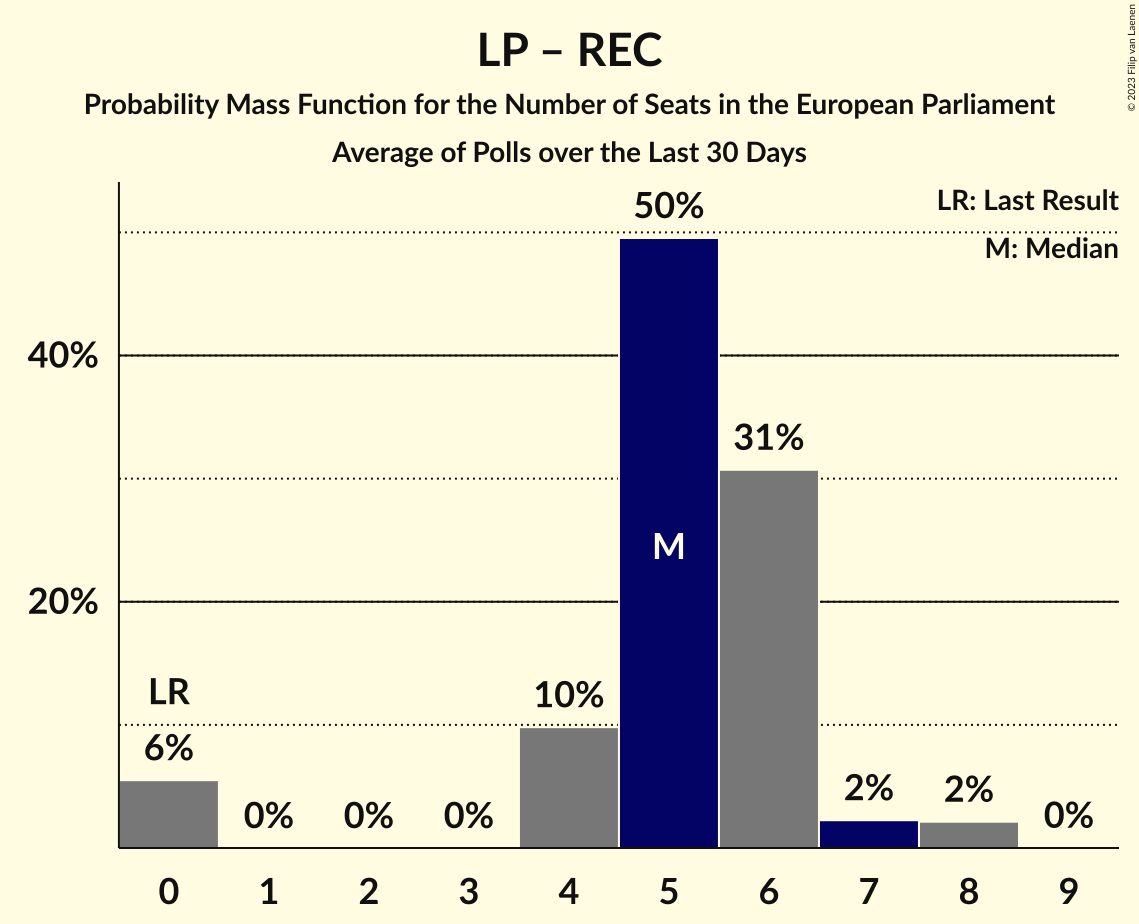 LP – REC
Probability Mass Function for the Number of Seats in the European Parliament
Average of Polls over the Last 30 Days
© 2023 Filip van Laenen
LR: Last Result
M: Median
50%
40%
31%
M
20%
LR
10%
6%
0%
0%
0%
2%
2%
0%
0
1
2
3
4
5
6
7
8
9